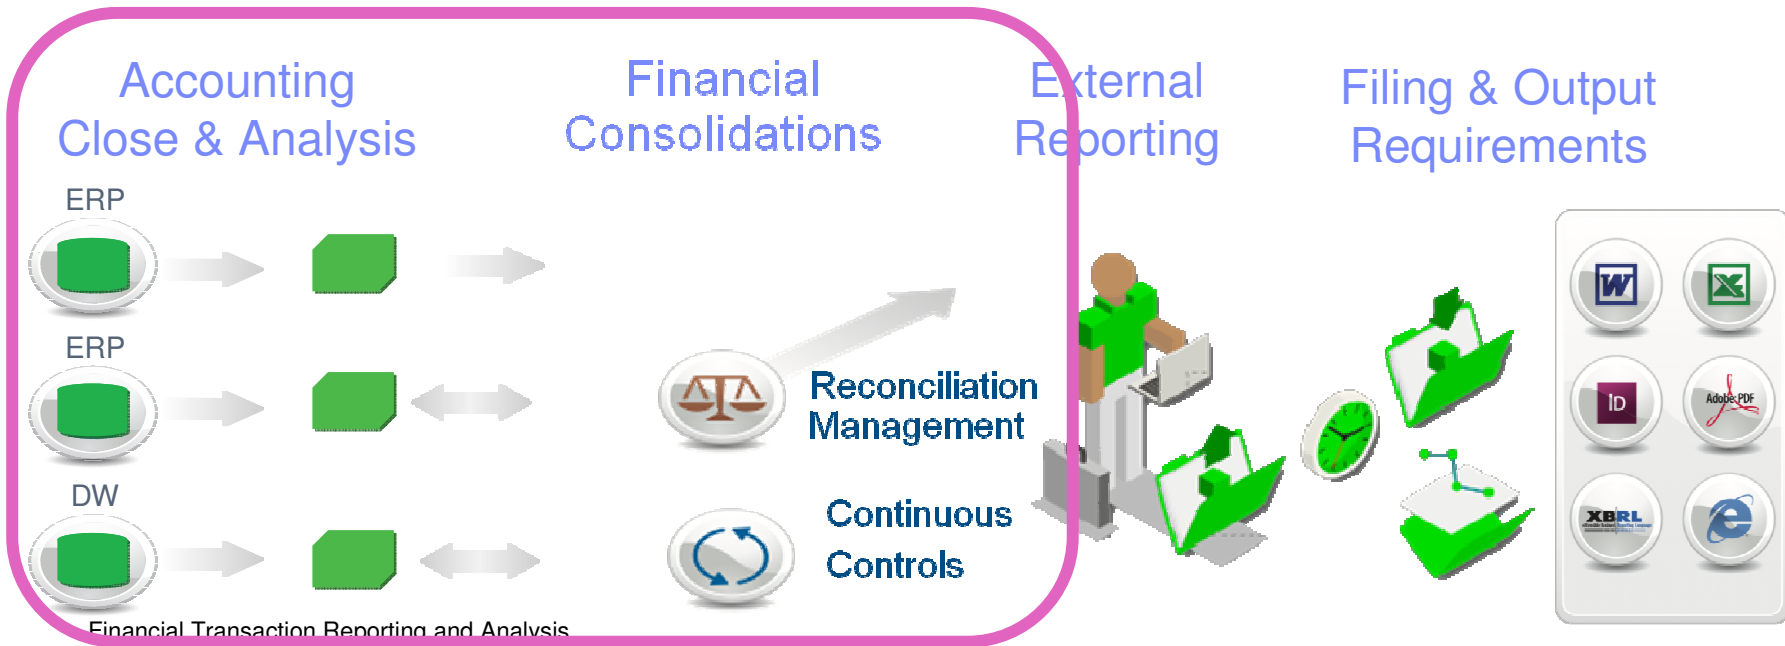 Accounting
Close & Analysis
Financial
Consolidations
External
Reporting
Filing & Output
Requirements
ERP
ERP
DW
Reconciliation
Management
Continuous
Controls
Financial Transaction Reporting and Analysis
W
X
ID
Adobe PDF
XBRL
e